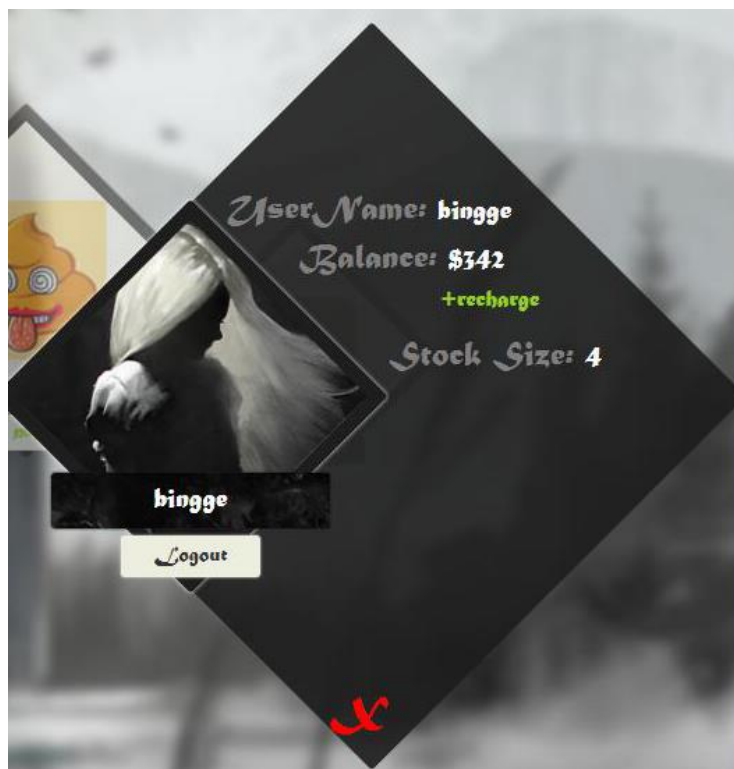 UserName: bingge
Balance: $342
+recharge
Stock Size: 4
bingge
Logout
X